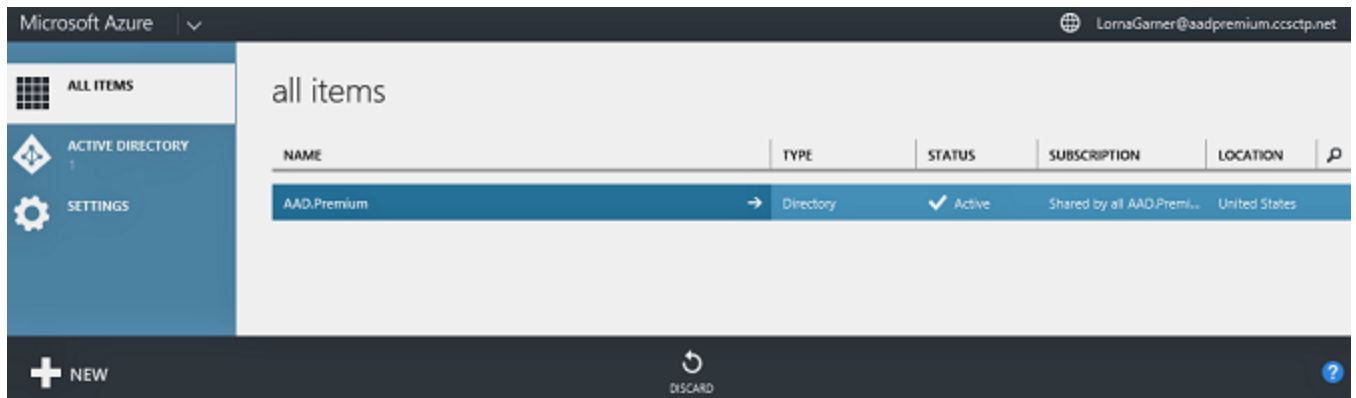 Microsoft Azure
LornaGarner@aadpremium.ccsctp.net
ALL ITEMS
ACTIVE DIRECTORY
1
SETTINGS
all items
NAME TYPE STATUS SUBSCRIPTION LOCATION
AAD.Premium Directory Active Shared by all AAD.Premi... United States
NEW
DISCARD
?